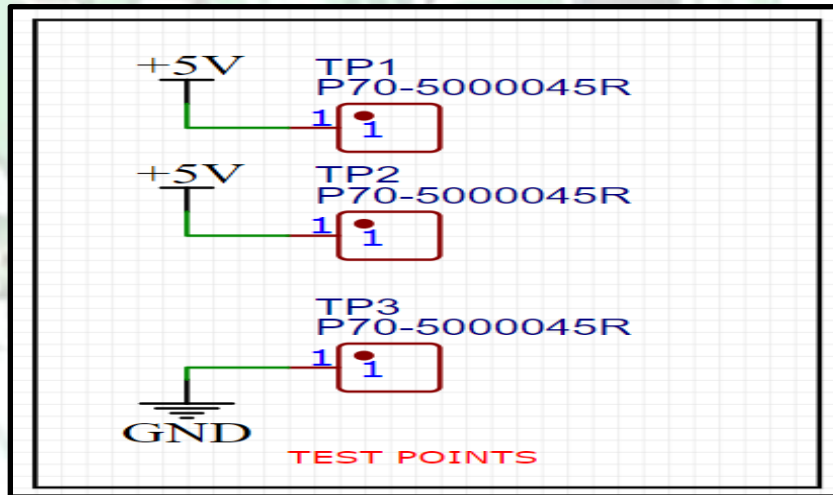 +5V
TP1
P70-5000045R
1
1
+5V
TP2
P70-5000045R
1
1
TP3
P70-5000045R
1
1
GND
TEST POINTS